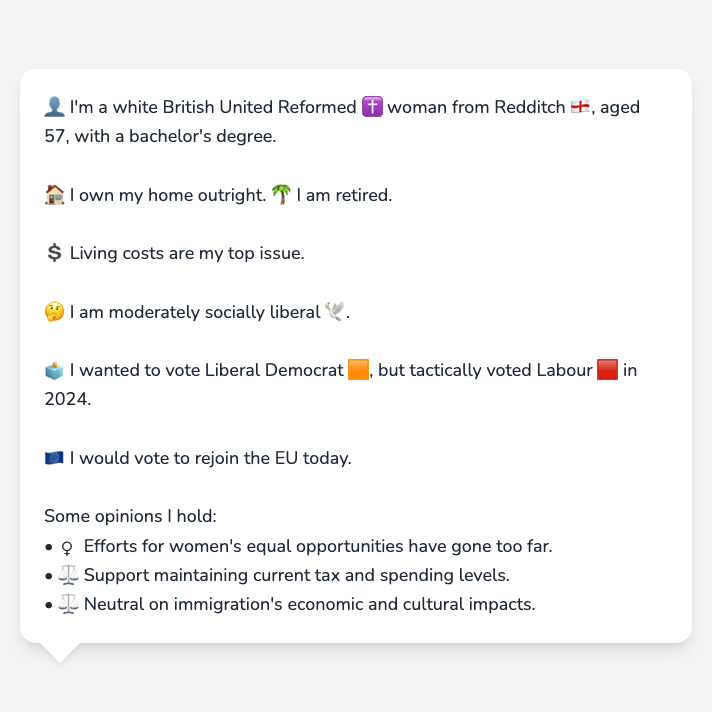 👤 I'm a white British United Reformed ✝️ woman from Redditch 🏴󠁧󠁢󠁥󠁮󠁧󠁿, aged
57, with a bachelor's degree.
🏠 I own my home outright. 🌴 I am retired.
💲 Living costs are my top issue.
🤔 I am moderately socially liberal 🕊️.
🗳️ I wanted to vote Liberal Democrat 🟧, but tactically voted Labour 🟥 in
2024.
🇪🇺 I would vote to rejoin the EU today.
Some opinions I hold:
• ♀️ Efforts for women's equal opportunities have gone too far.
• ⚖️ Support maintaining current tax and spending levels.
• ⚖️ Neutral on immigration's economic and cultural impacts.